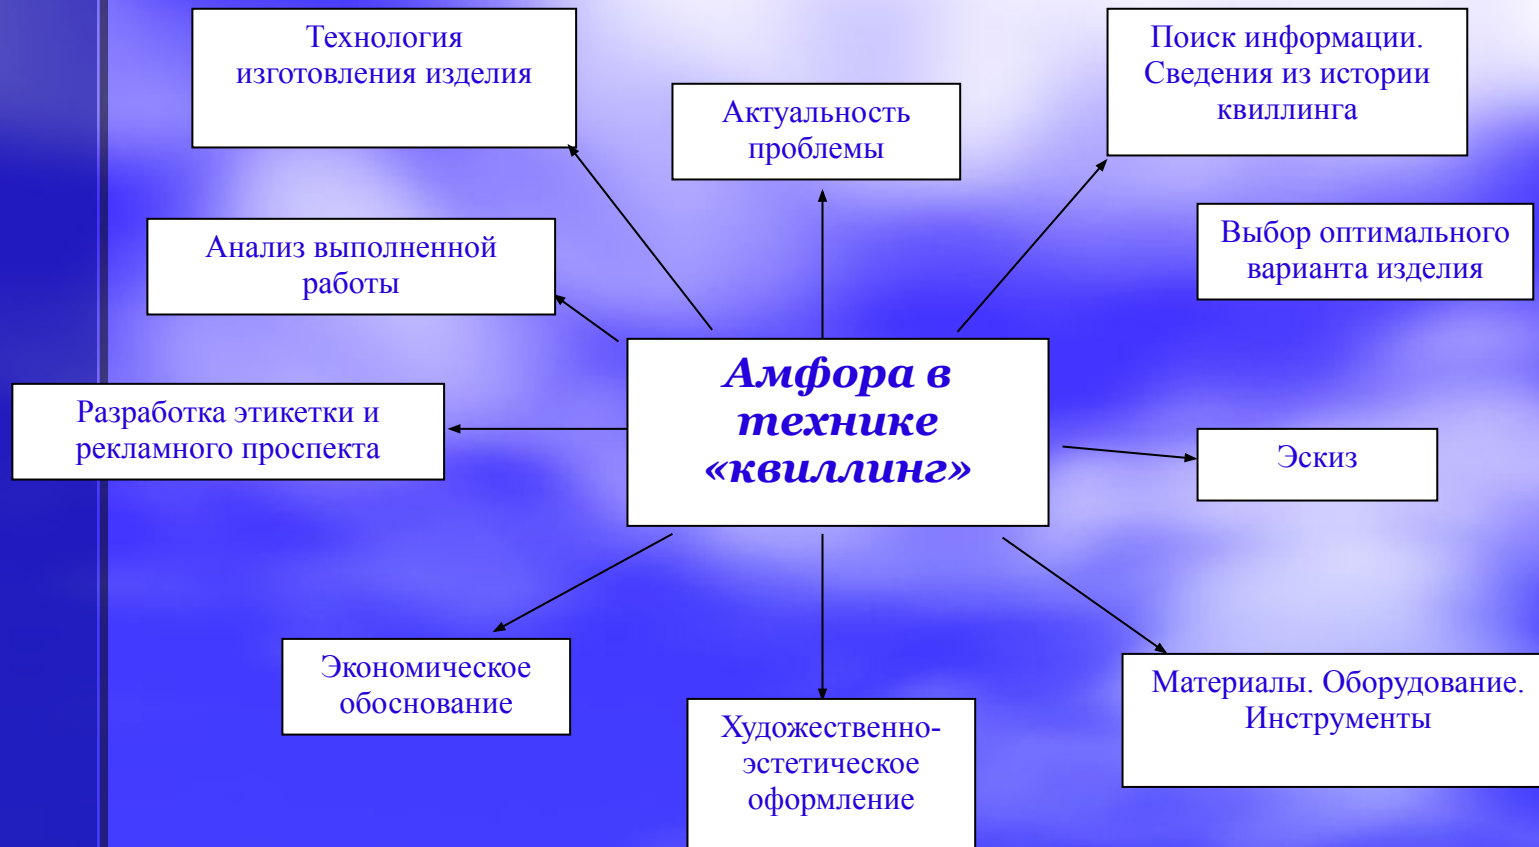 Технология
изготовления изделия
Актуальность
проблемы
Поиск информации.
Сведения из истории
квиллинга
Анализ выполненной
работы
Выбор оптимального
варианта изделия
Разработка этикетки и
рекламного проспекта
Амфора в
технике
«квиллинг»
Эскиз
Экономическое
обоснование
Художественно-
эстетическое
оформление
Материалы. Оборудование.
Инструменты